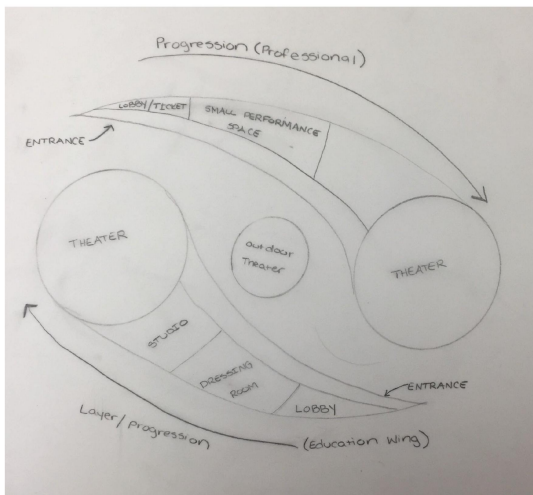 Progression (Professional)
LOBBY/TICKET
SMALL PERFORMANCE
SPACE
ENTRANCE
THEATER
outdoor
Theater
THEATER
STUDIO
DRESSING
ROOM
ENTRANCE
LOBBY
Layer/Progression
(Education Wing)